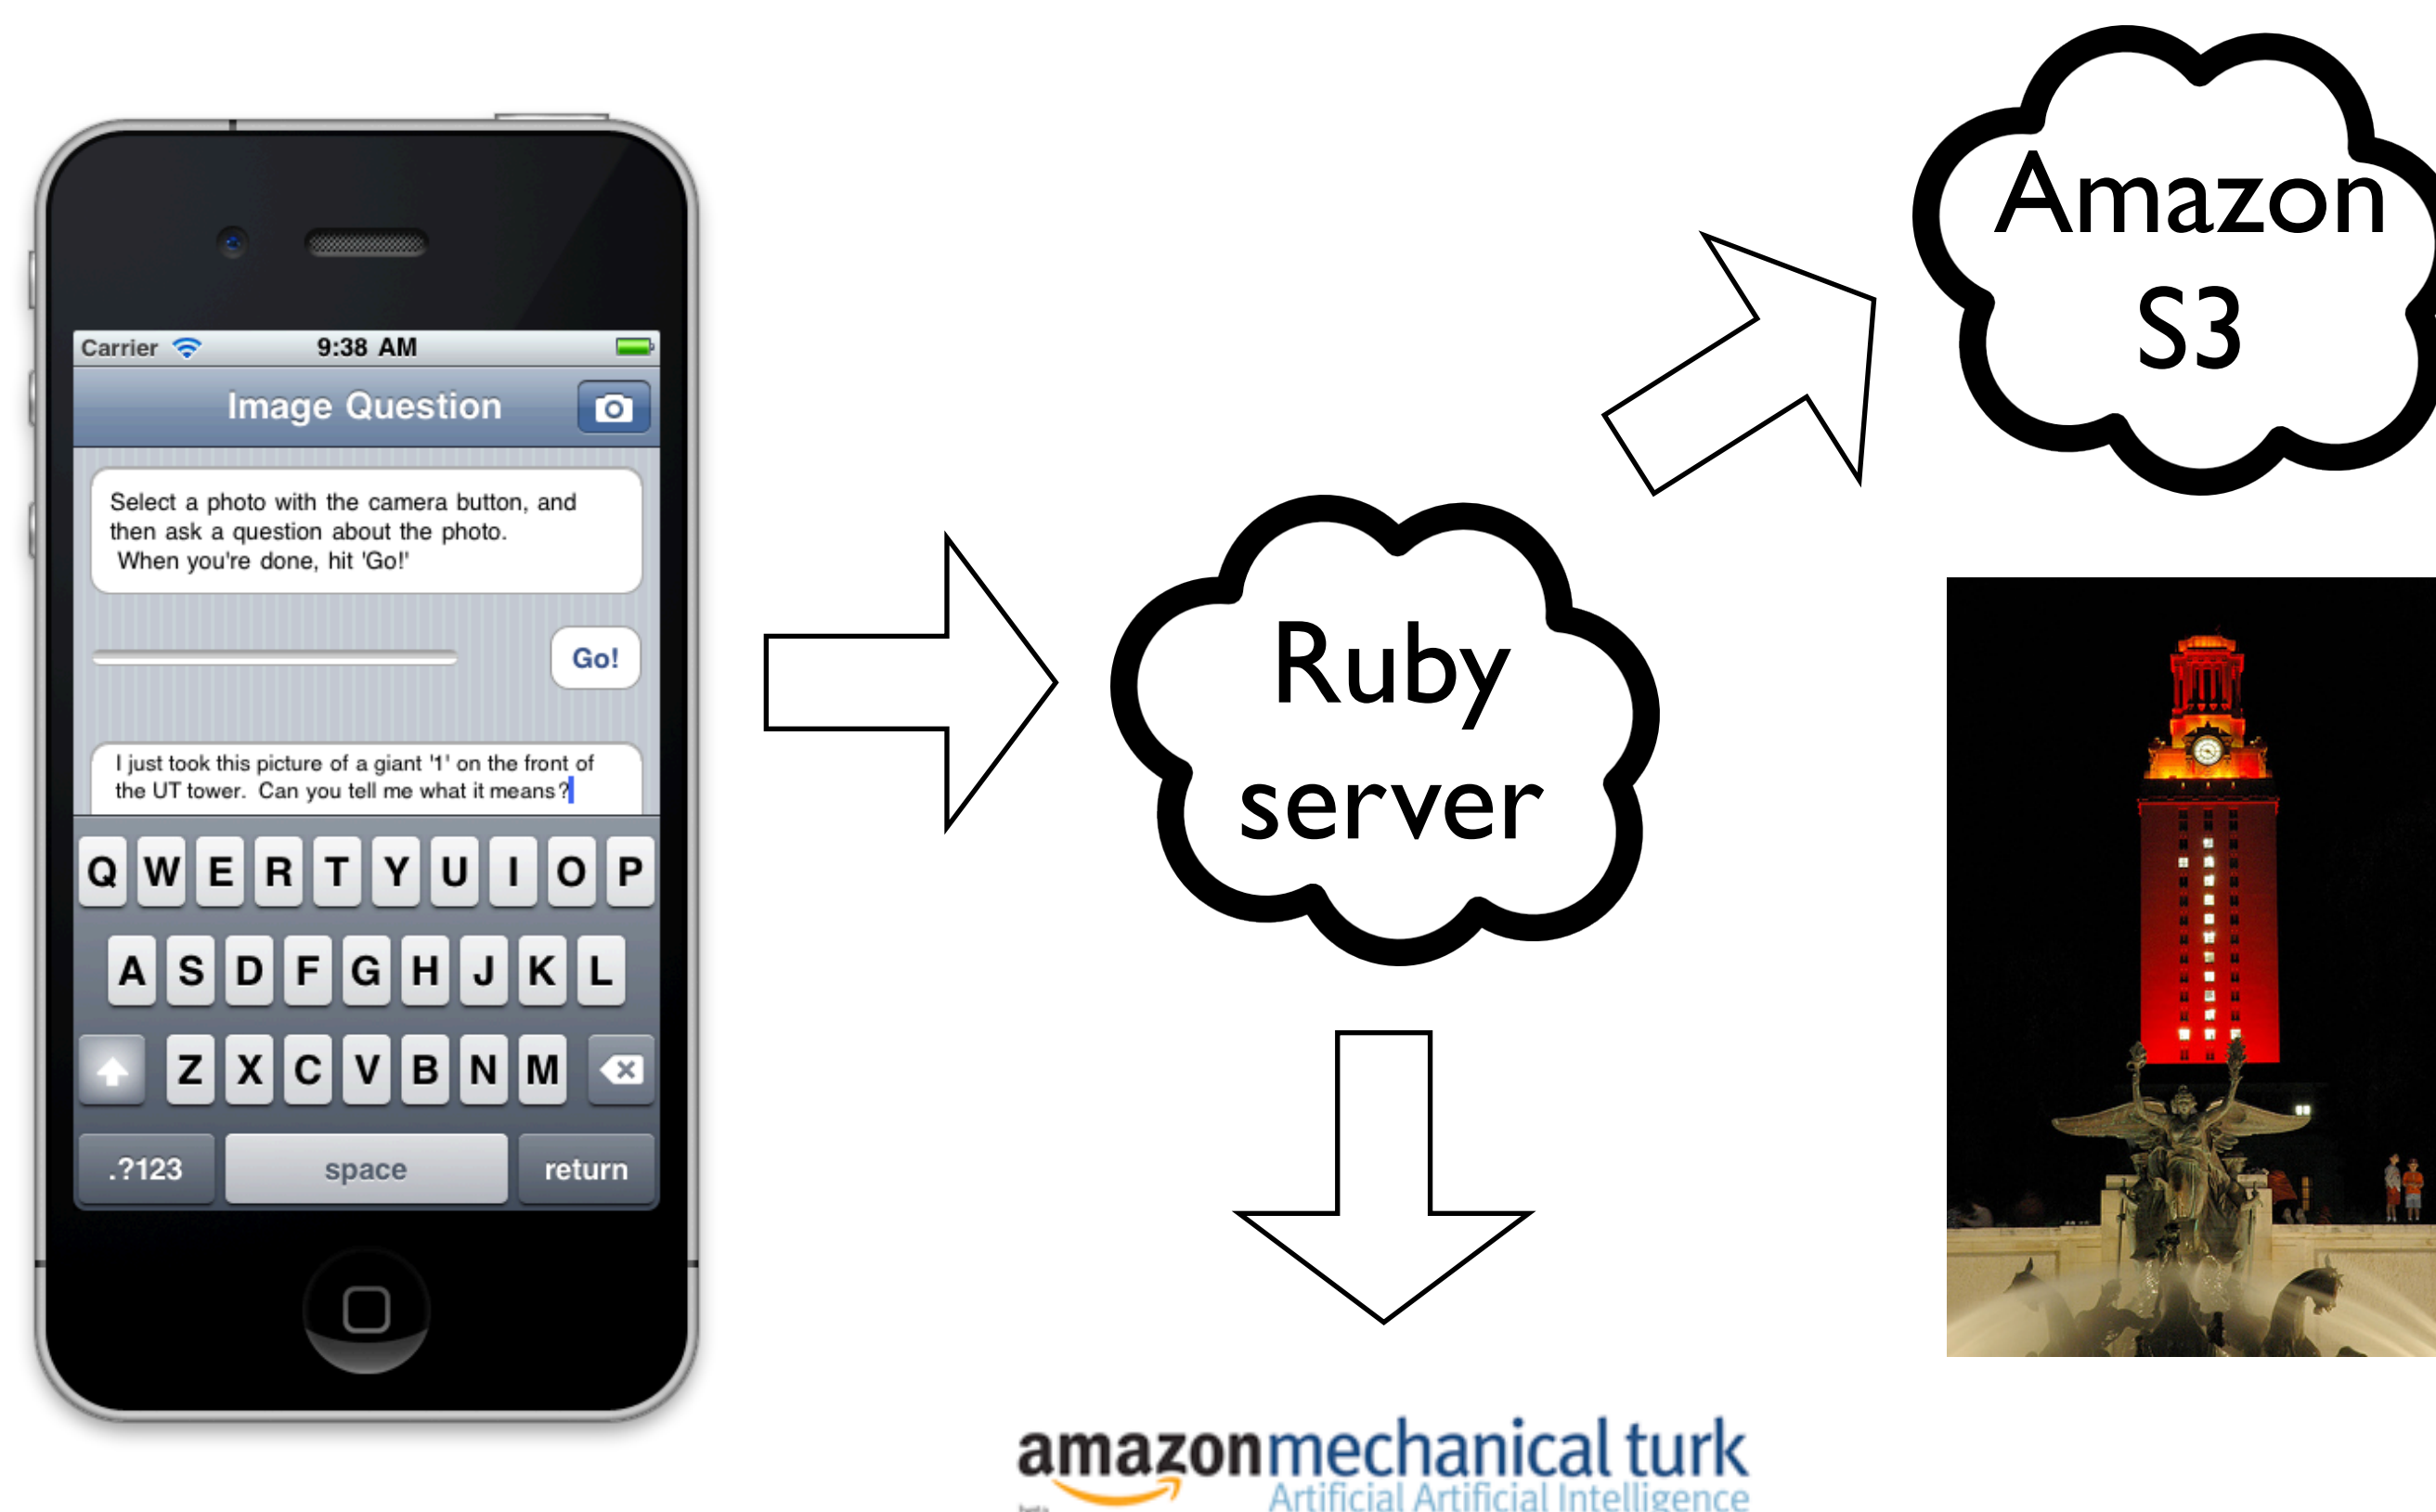 Carrier 9:38 AM
Image Question
Select a photo with the camera button, and
then ask a question about the photo.
When you're done, hit 'Go!'
Go!
I just took this picture of a giant '1' on the front of
the UT tower. Can you tell me what it means?
Q W E R T Y U I O P
A S D F G H J K L
Z X C V B N M
.?123 space return
Ruby
server
Amazon
S3
amazonmechanical turk
beta
Artificial Artificial Intelligence